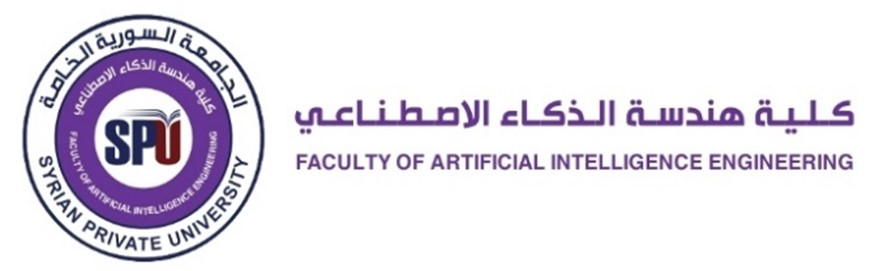 الجامعة السورية الخاصة
كلية هندسة الذكاء الاصطناعي
SPU
FACULTY OF ARTIFICIAL INTELLIGENCE ENGINEERING
SYRIAN PRIVATE UNIVERSITY
كلية هندسة الذكاء الاصطناعي
FACULTY OF ARTIFICIAL INTELLIGENCE ENGINEERING